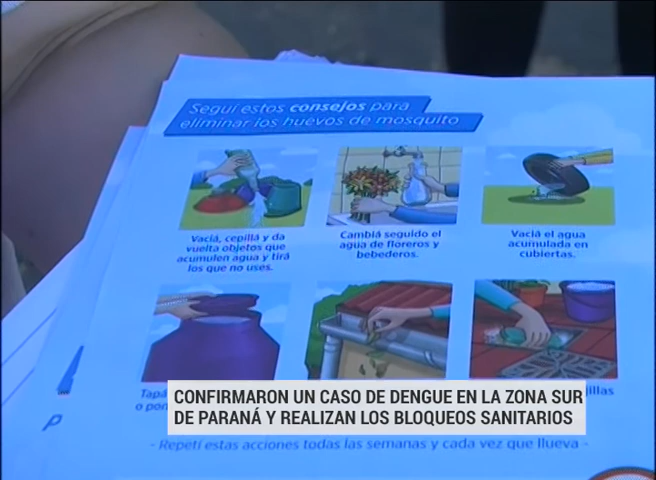 Seguí estos consejos para
eliminar los huevos de mosquito
Vaciá, cepillá y da
vuelta objetos que
acumulen agua y tirá
los que no uses.
Cambiá seguido el
agua de floreros y
bebederos.
Vaciá el agua
acumulada en
cubiertas.
Tapá
o pon
illas
CONFIRMARON UN CASO DE DENGUE EN LA ZONA SUR
DE PARANÁ Y REALIZAN LOS BLOQUEOS SANITARIOS
- Repetí estas acciones todas las semanas y cada vez que llueva -